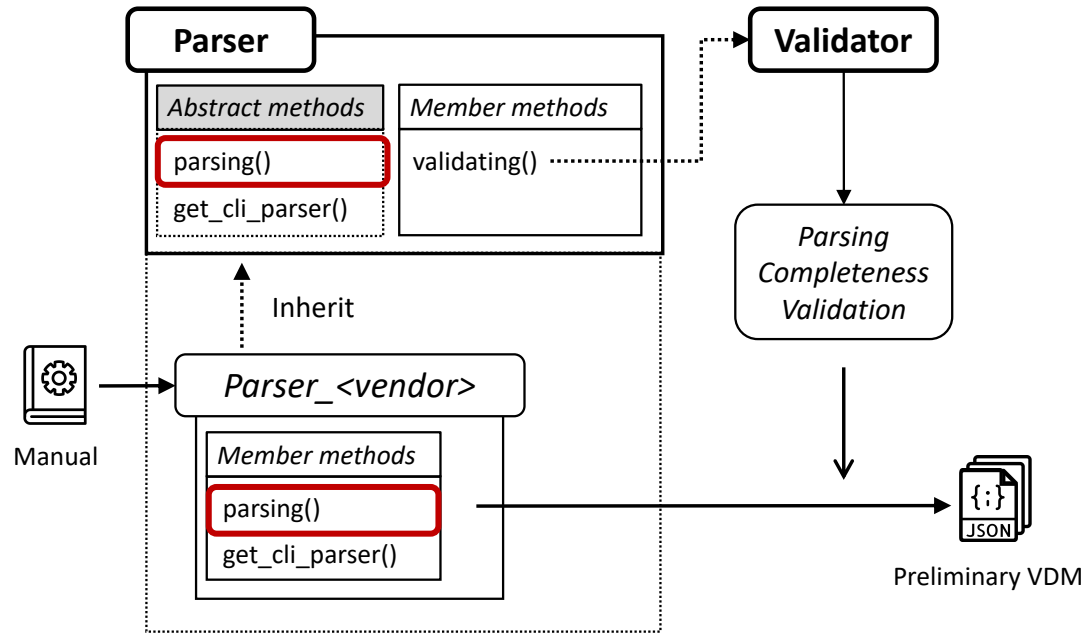 Parser
Validator
Abstract methods
Member methods
parsing()
validating()
get_cli_parser()
Parsing
Completeness
Validation
Inherit
Parser_<vendor>
Manual
Member methods
parsing()
get_cli_parser()
{;}
JSON
Preliminary VDM